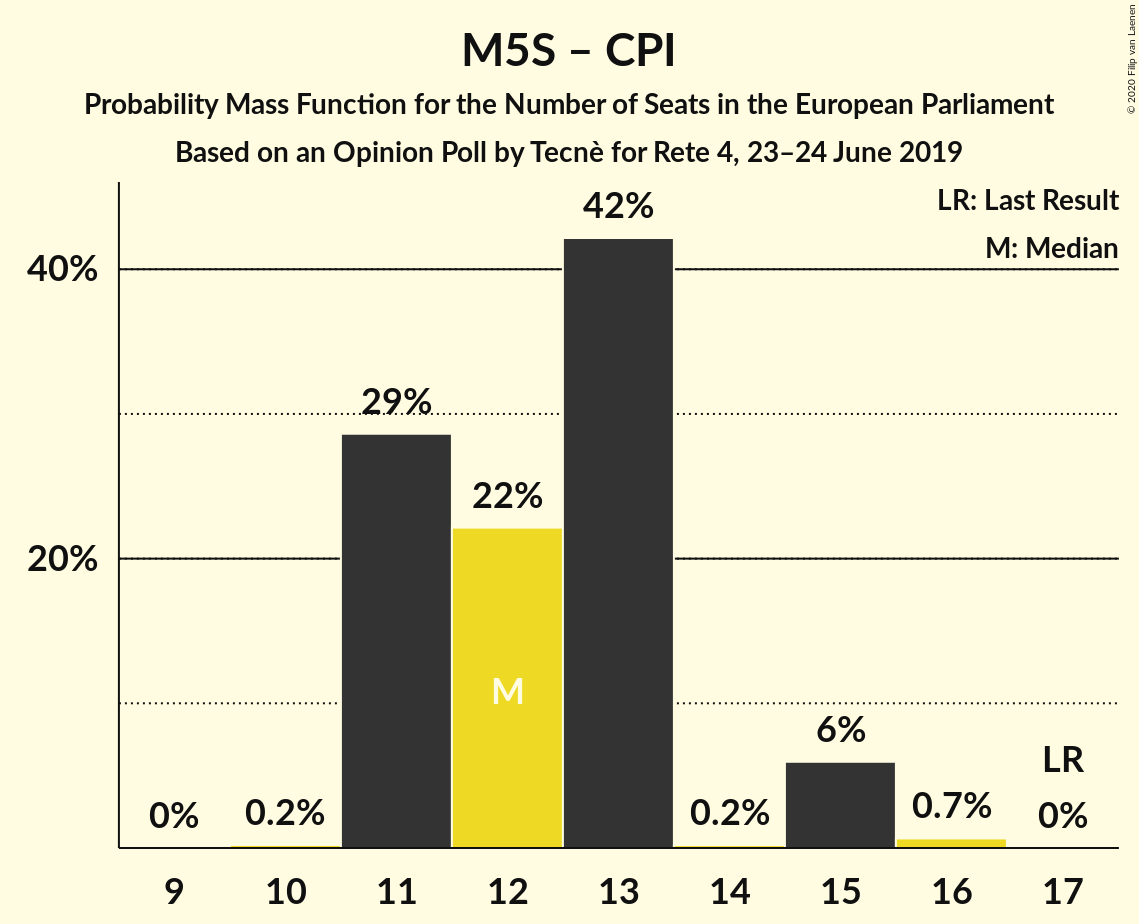 M5S – CPI
Probability Mass Function for the Number of Seats in the European Parliament
Based on an Opinion Poll by Tecnè for Rete 4, 23–24 June 2019
© 2020 Filip van Laenen
LR: Last Result
M: Median
40%
20%
0%
0.2%
29%
22%
M
42%
0.2%
6%
0.7%
LR
0%
9 10 11 12 13 14 15 16 17